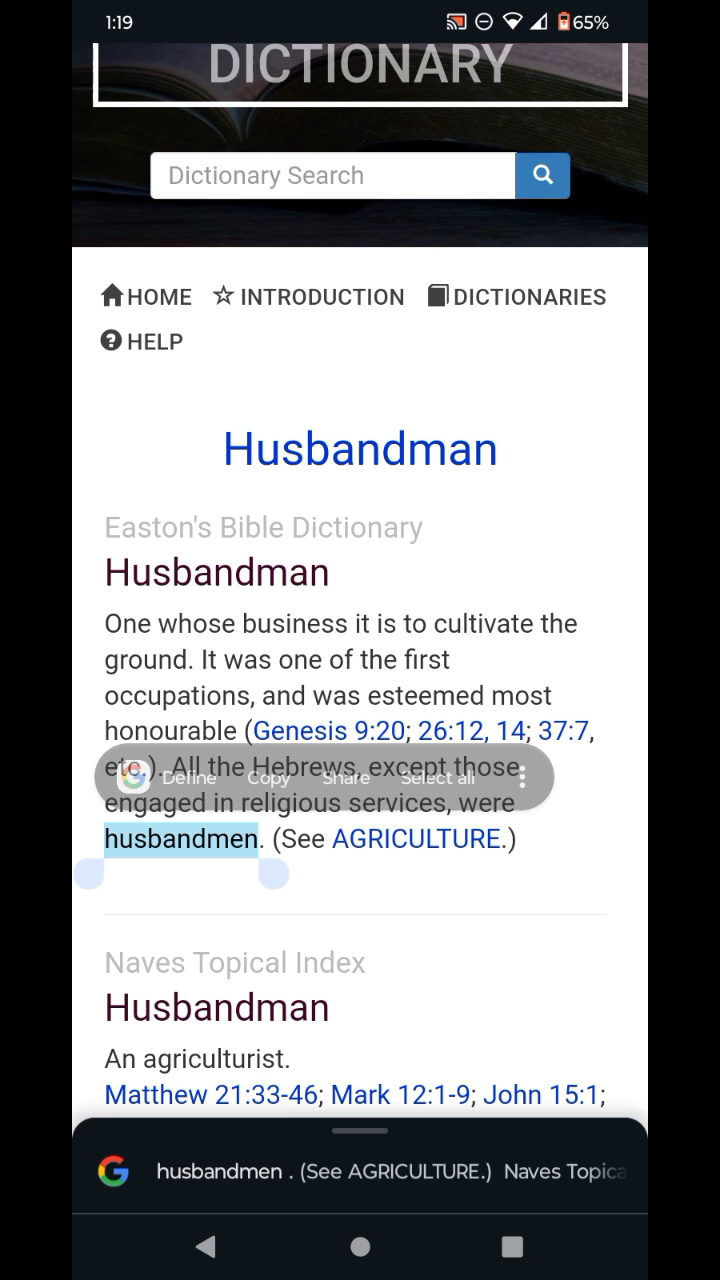 1:19
65%
DICTIONARY
Dictionary Search
HOME INTRODUCTION DICTIONARIES
HELP
Husbandman
Easton's Bible Dictionary
Husbandman
One whose business it is to cultivate the
ground. It was one of the first
occupations, and was esteemed most
honourable (Genesis 9:20; 26:12, 14; 37:7,
etc.). All the Hebrews, except those
Define Copy Share Select all
engaged in religious services, were
husbandmen. (See AGRICULTURE.)
Naves Topical Index
Husbandman
An agriculturist.
Matthew 21:33-46; Mark 12:1-9; John 15:1;
husbandmen . (See AGRICULTURE.) Naves Topica